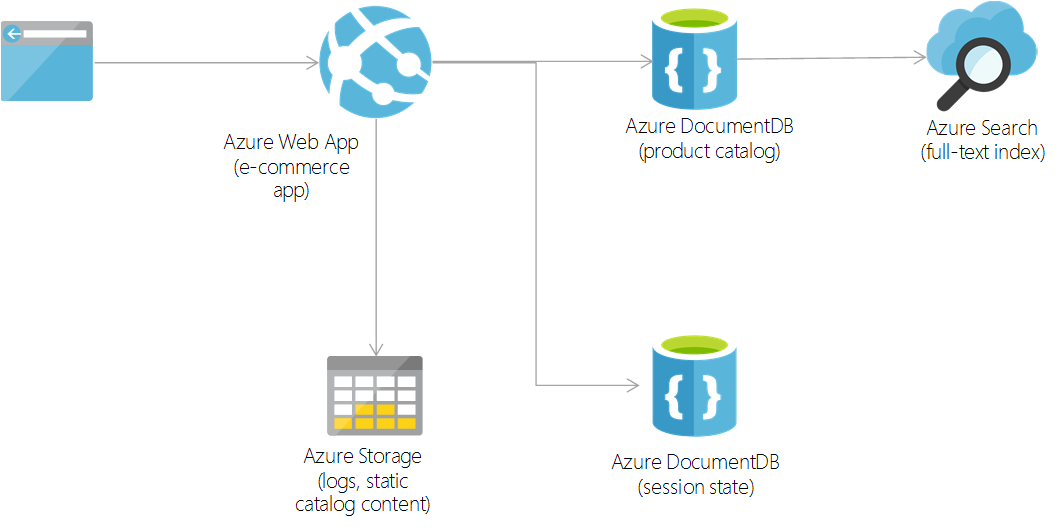 Azure Web App
(e-commerce
app)
Azure DocumentDB
(product catalog)
Azure Search
(full-text index)
Azure Storage
(logs, static
catalog content)
Azure DocumentDB
(session state)